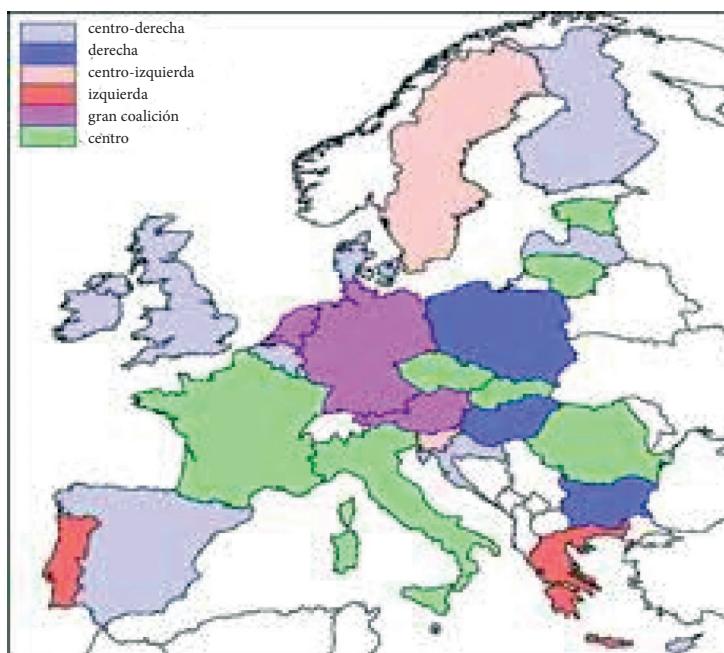 centro-derecha
derecha
centro-izquierda
izquierda
gran coalición
centro